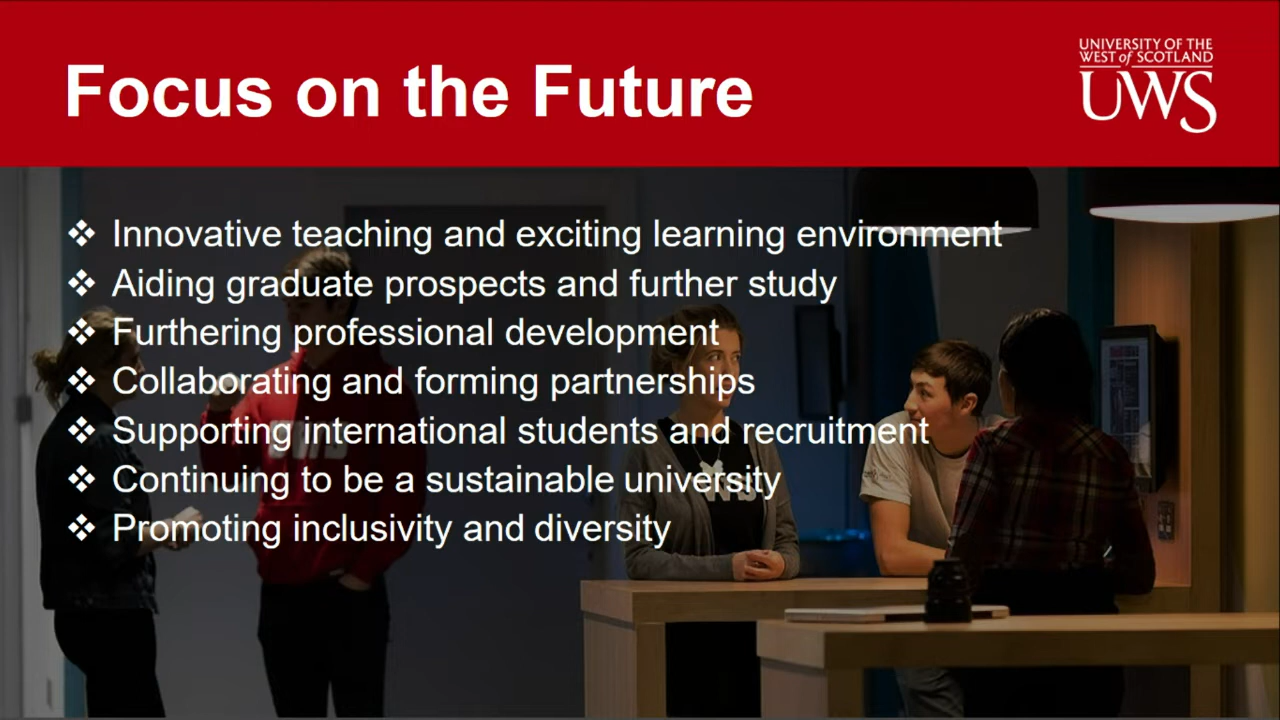 Focus on the Future
UNIVERSITY OF THE
WEST of SCOTLAND
UWS
❖ Innovative teaching and exciting learning environment
❖ Aiding graduate prospects and further study
❖ Furthering professional development
❖ Collaborating and forming partnerships
❖ Supporting international students and recruitment
❖ Continuing to be a sustainable university
❖ Promoting inclusivity and diversity